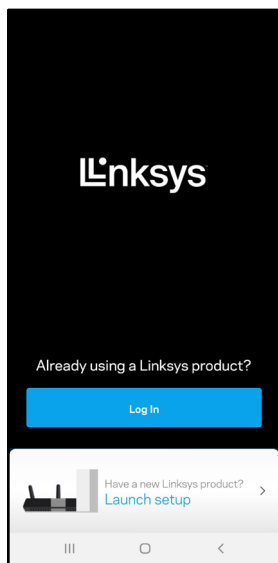 Linksys
Already using a Linksys product?
Log In
Have a new Linksys product?
Launch setup